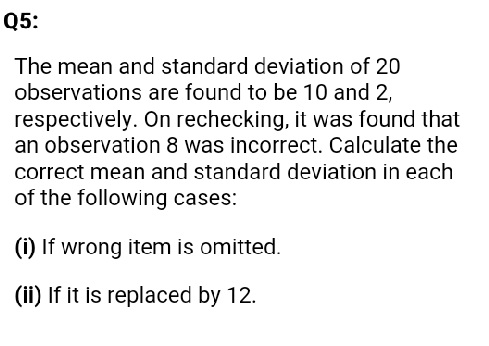 Q5:
The mean and standard deviation of 20
observations are found to be 10 and 2,
respectively. On rechecking, it was found that
an observation 8 was incorrect. Calculate the
correct mean and standard deviation in each
of the following cases:
(i) If wrong item is omitted.
(ii) If it is replaced by 12.